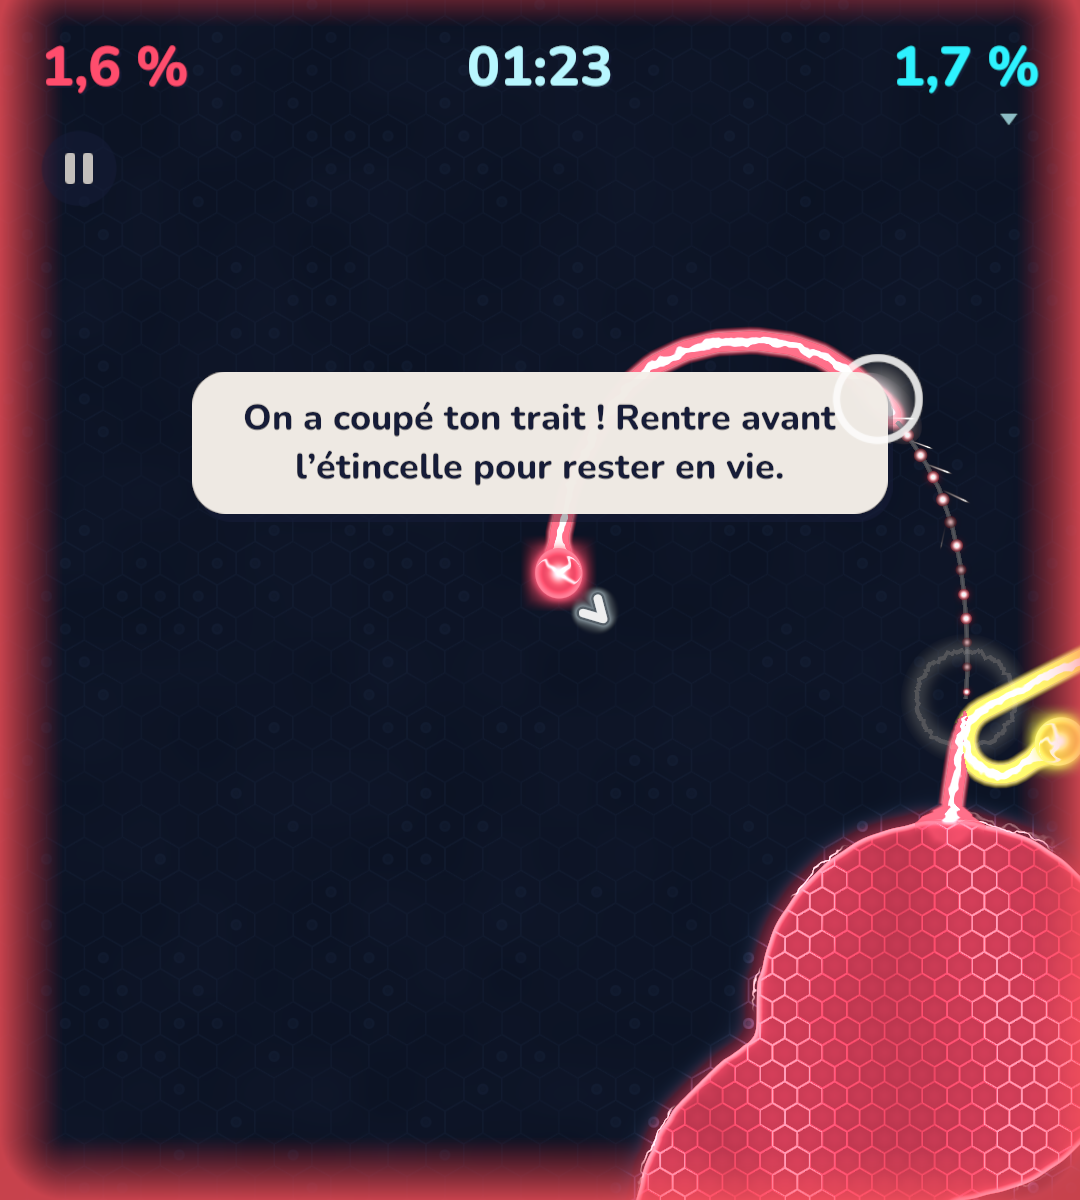 1,6 %
01:23
1,7 %
On a coupé ton trait ! Rentre avant
l’étincelle pour rester en vie.